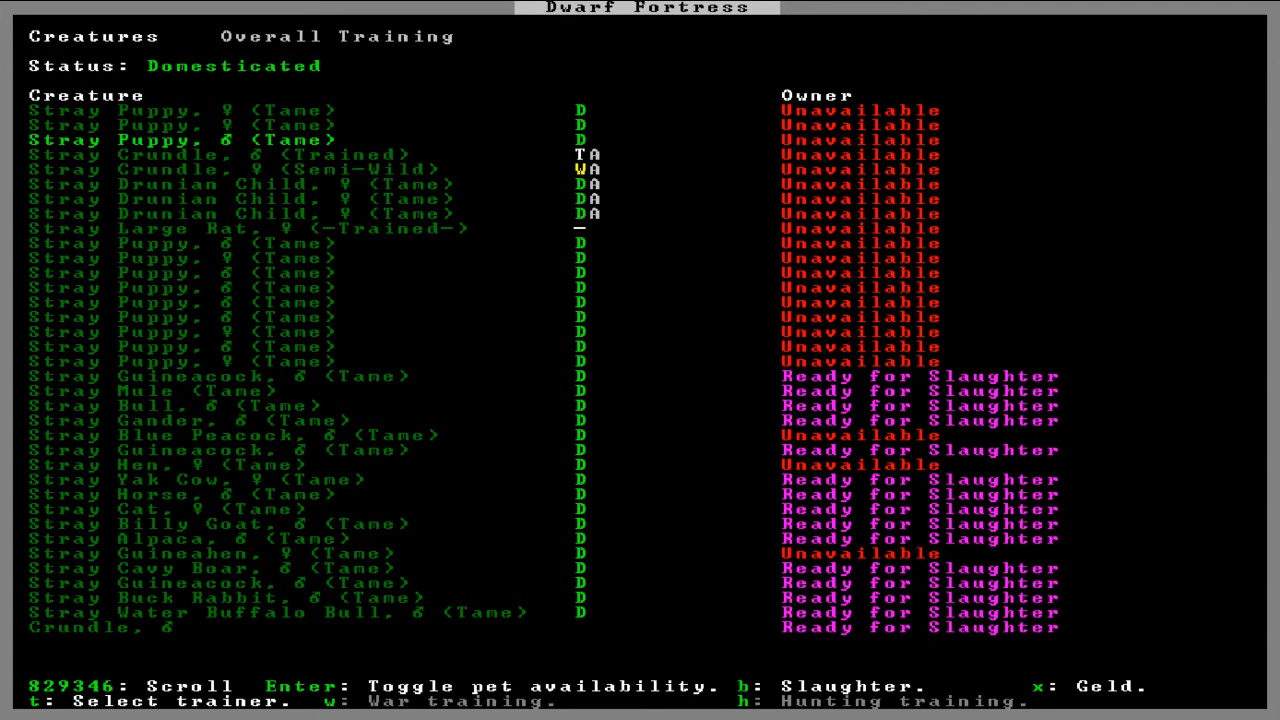 Dwarf Fortress
Creatures Overall Training
Status: Domesticated
Creature Owner
Stray Puppy, ♀ (Tame) D Unavailable
Stray Puppy, ♀ (Tame) D Unavailable
Stray Puppy, ♂ (Tame) D Unavailable
Stray Crundle, ♂ (Trained) TA Unavailable
Stray Crundle, ♀ (Semi-Wild) WA Unavailable
Stray Drunian Child, ♀ (Tame) DA Unavailable
Stray Drunian Child, ♀ (Tame) DA Unavailable
Stray Drunian Child, ♀ (Tame) DA Unavailable
Stray Large Rat, ♀ (-Trained-) - Unavailable
Stray Puppy, ♂ (Tame) D Unavailable
Stray Puppy, ♀ (Tame) D Unavailable
Stray Puppy, ♂ (Tame) D Unavailable
Stray Puppy, ♀ (Tame) D Unavailable
Stray Puppy, ♂ (Tame) D Unavailable
Stray Puppy, ♂ (Tame) D Unavailable
Stray Puppy, ♀ (Tame) D Unavailable
Stray Puppy, ♂ (Tame) D Unavailable
Stray Puppy, ♀ (Tame) D Unavailable
Stray Guineacock, ♂ (Tame) D Ready for Slaughter
Stray Mule (Tame) D Ready for Slaughter
Stray Bull, ♂ (Tame) D Ready for Slaughter
Stray Gander, ♂ (Tame) D Ready for Slaughter
Stray Blue Peacock, ♂ (Tame) D Unavailable
Stray Guineacock, ♂ (Tame) D Ready for Slaughter
Stray Hen, ♀ (Tame) D Unavailable
Stray Yak Cow, ♀ (Tame) D Ready for Slaughter
Stray Horse, ♂ (Tame) D Ready for Slaughter
Stray Cat, ♀ (Tame) D Ready for Slaughter
Stray Billy Goat, ♂ (Tame) D Ready for Slaughter
Stray Alpaca, ♂ (Tame) D Ready for Slaughter
Stray Guineahen, ♀ (Tame) D Unavailable
Stray Cavy Boar, ♂ (Tame) D Ready for Slaughter
Stray Guineacock, ♂ (Tame) D Ready for Slaughter
Stray Buck Rabbit, ♂ (Tame) D Ready for Slaughter
Stray Water Buffalo Bull, ♂ (Tame) D Ready for Slaughter
Crundle, ♂ Ready for Slaughter
829346: Scroll Enter: Toggle pet availability. b: Slaughter. x: Geld.
t: Select trainer. w: War training. h: Hunting training.